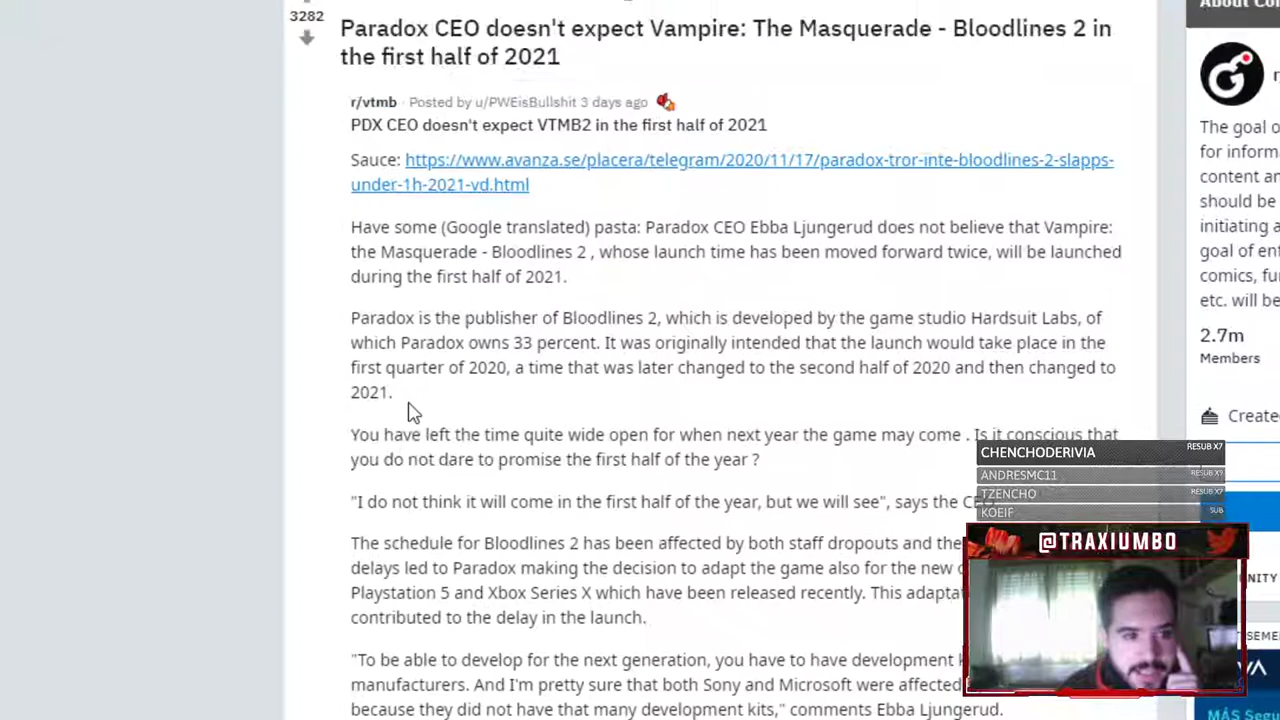 3282
Paradox CEO doesn't expect Vampire: The Masquerade - Bloodlines 2 in
the first half of 2021
r/vtmb · Posted by u/PWEisBullshit 3 days ago
PDX CEO doesn't expect VTMB2 in the first half of 2021
Sauce: https://www.avanza.se/placera/telegram/2020/11/17/paradox-tror-inte-bloodlines-2-slapps-
under-1h-2021-vd.html
Have some (Google translated) pasta: Paradox CEO Ebba Ljungerud does not believe that Vampire:
the Masquerade - Bloodlines 2 , whose launch time has been moved forward twice, will be launched
during the first half of 2021.
Paradox is the publisher of Bloodlines 2, which is developed by the game studio Hardsuit Labs, of
which Paradox owns 33 percent. It was originally intended that the launch would take place in the
first quarter of 2020, a time that was later changed to the second half of 2020 and then changed to
2021.
You have left the time quite wide open for when next year the game may come . Is it conscious that
you do not dare to promise the first half of the year ?
"I do not think it will come in the first half of the year, but we will see", says the
The schedule for Bloodlines 2 has been affected by both staff dropouts and the
delays led to Paradox making the decision to adapt the game also for the new
Playstation 5 and Xbox Series X which have been released recently. This
contributed to the delay in the launch.
"To be able to develop for the next generation, you have to have development
manufacturers. And I'm pretty sure that both Sony and Microsoft were affected
because they did not have that many development kits," comments Ebba Ljungerud.
About
The goal
for
content
should be
initiating
goal of
comics,
etc. will be
2.7m
Members
CHENCHODERIVIA RESUB X7
ANDRESMC11 RESUB X9
TZENCHO RESUB X7
KOEIF SUB
@TRAXIUMBO
MÁS